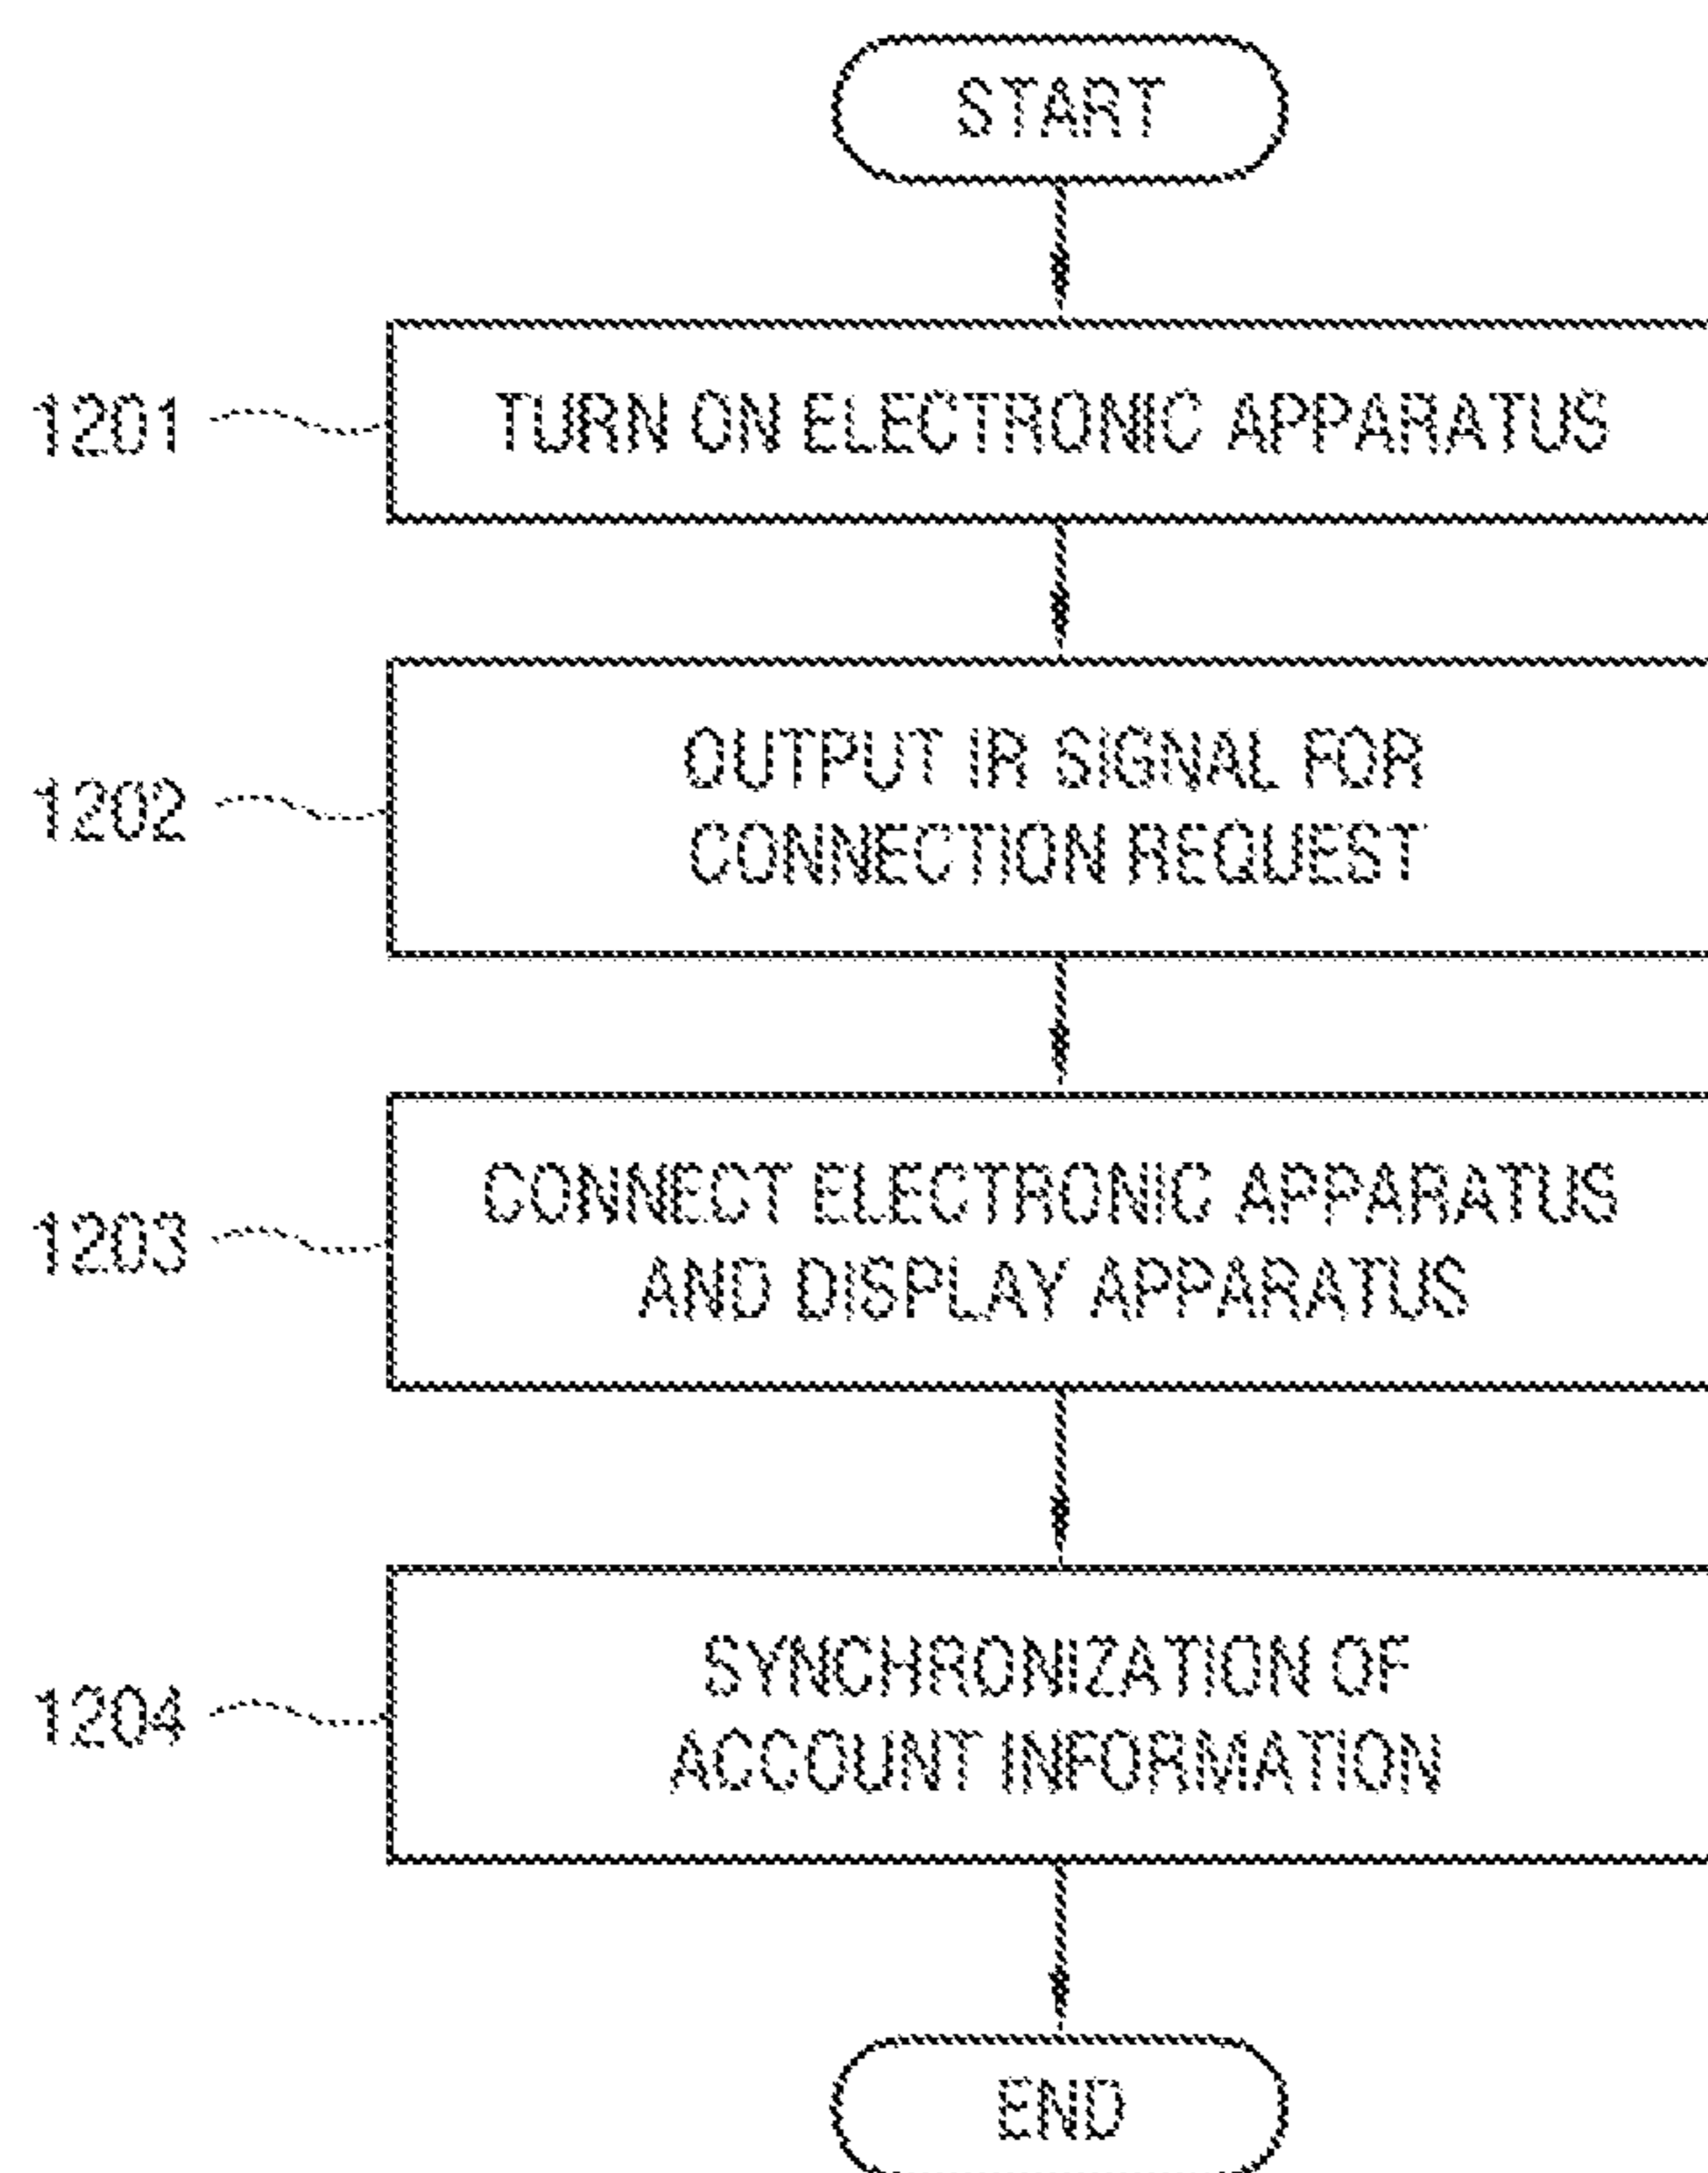 START
1201
TURN ON ELECTRONIC APPARATUS
1202
OUTPUT IR SIGNAL FOR
CONNECTION REQUEST
1203
CONNECT ELECTRONIC APPARATUS
AND DISPLAY APPARATUS
1204
SYNCHRONIZATION OF
ACCOUNT INFORMATION
END